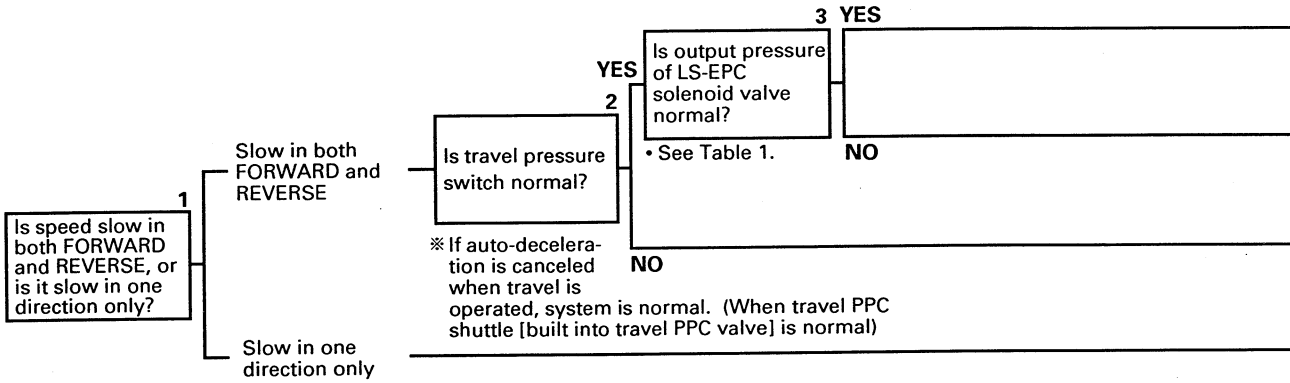 1
Is speed slow in
both FORWARD
and REVERSE, or
is it slow in one
direction only?
Slow in both
FORWARD and
REVERSE
Slow in one
direction only
2
Is travel pressure
switch normal?
※ If auto-decelera-
tion is canceled
when travel is
operated, system is normal. (When travel PPC
shuttle [built into travel PPC valve] is normal)
YES
NO
3
Is output pressure
of LS-EPC
solenoid valve
normal?
• See Table 1.
YES
NO